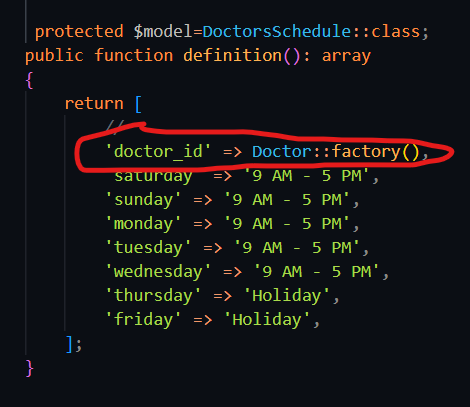 protected $model=DoctorsSchedule::class;
public function definition(): array
{
return [
//
'doctor_id' => Doctor::factory(),
'saturday' => '9 AM - 5 PM',
'sunday' => '9 AM - 5 PM',
'monday' => '9 AM - 5 PM',
'tuesday' => '9 AM - 5 PM',
'wednesday' => '9 AM - 5 PM',
'thursday' => 'Holiday',
'friday' => 'Holiday',
];
}